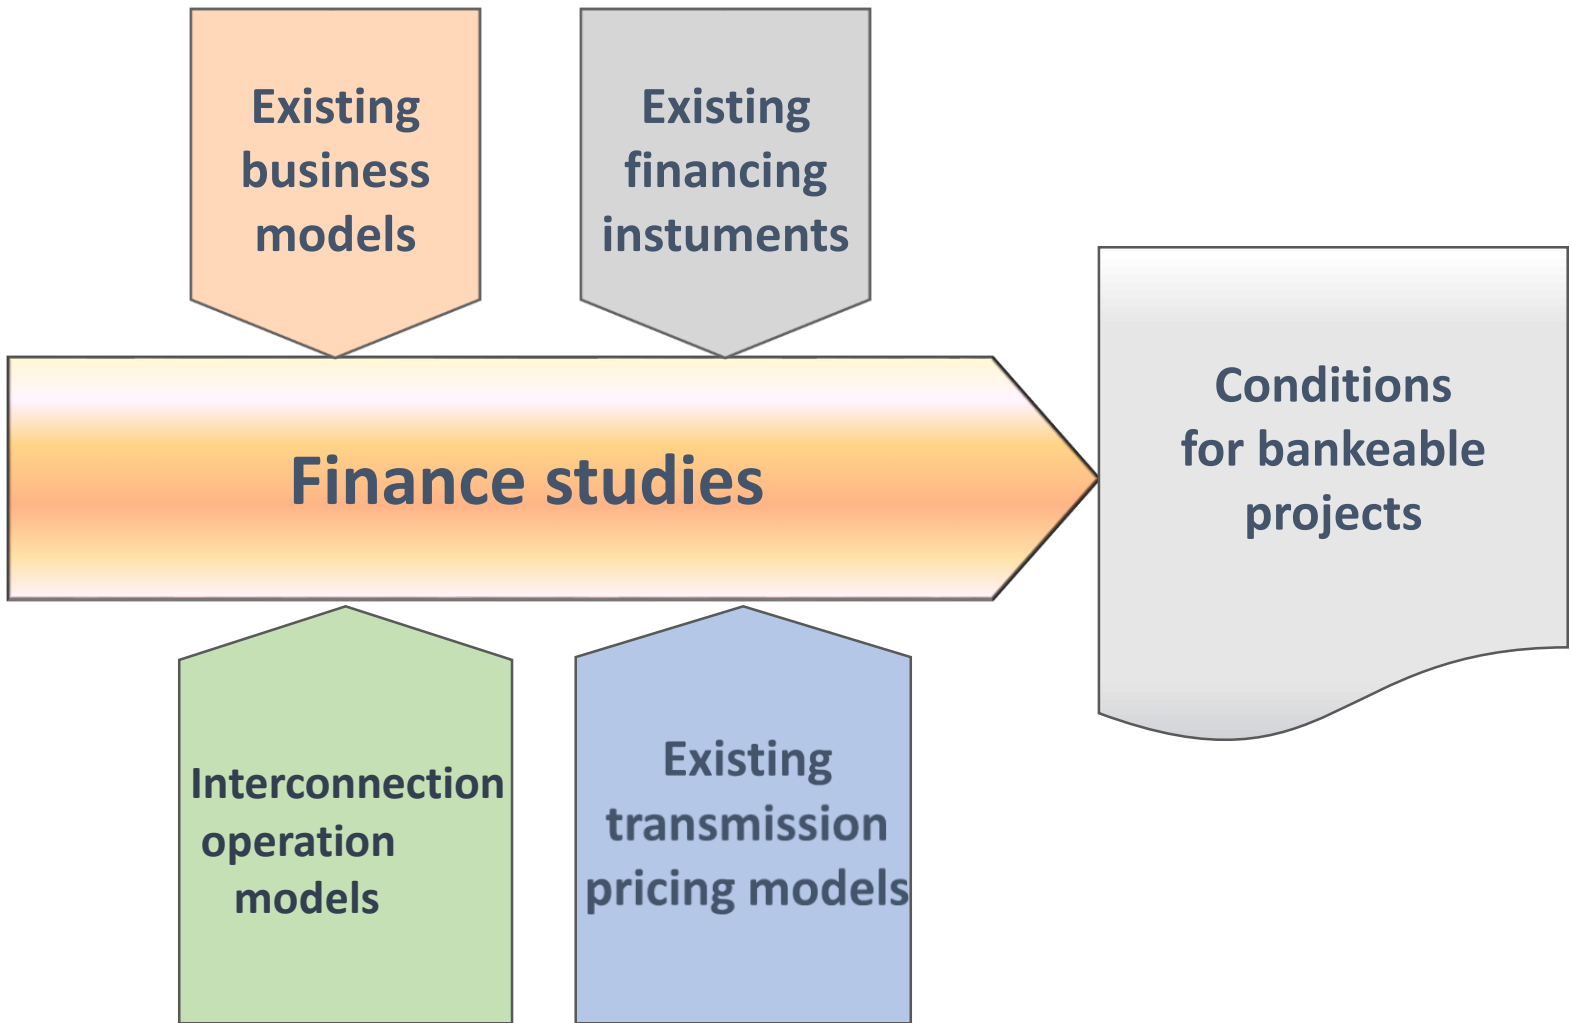 Existing
business
models
Existing
financing
instuments
Finance studies
Conditions
for bankeable
projects
Interconnection
operation
models
Existing
transmission
pricing models